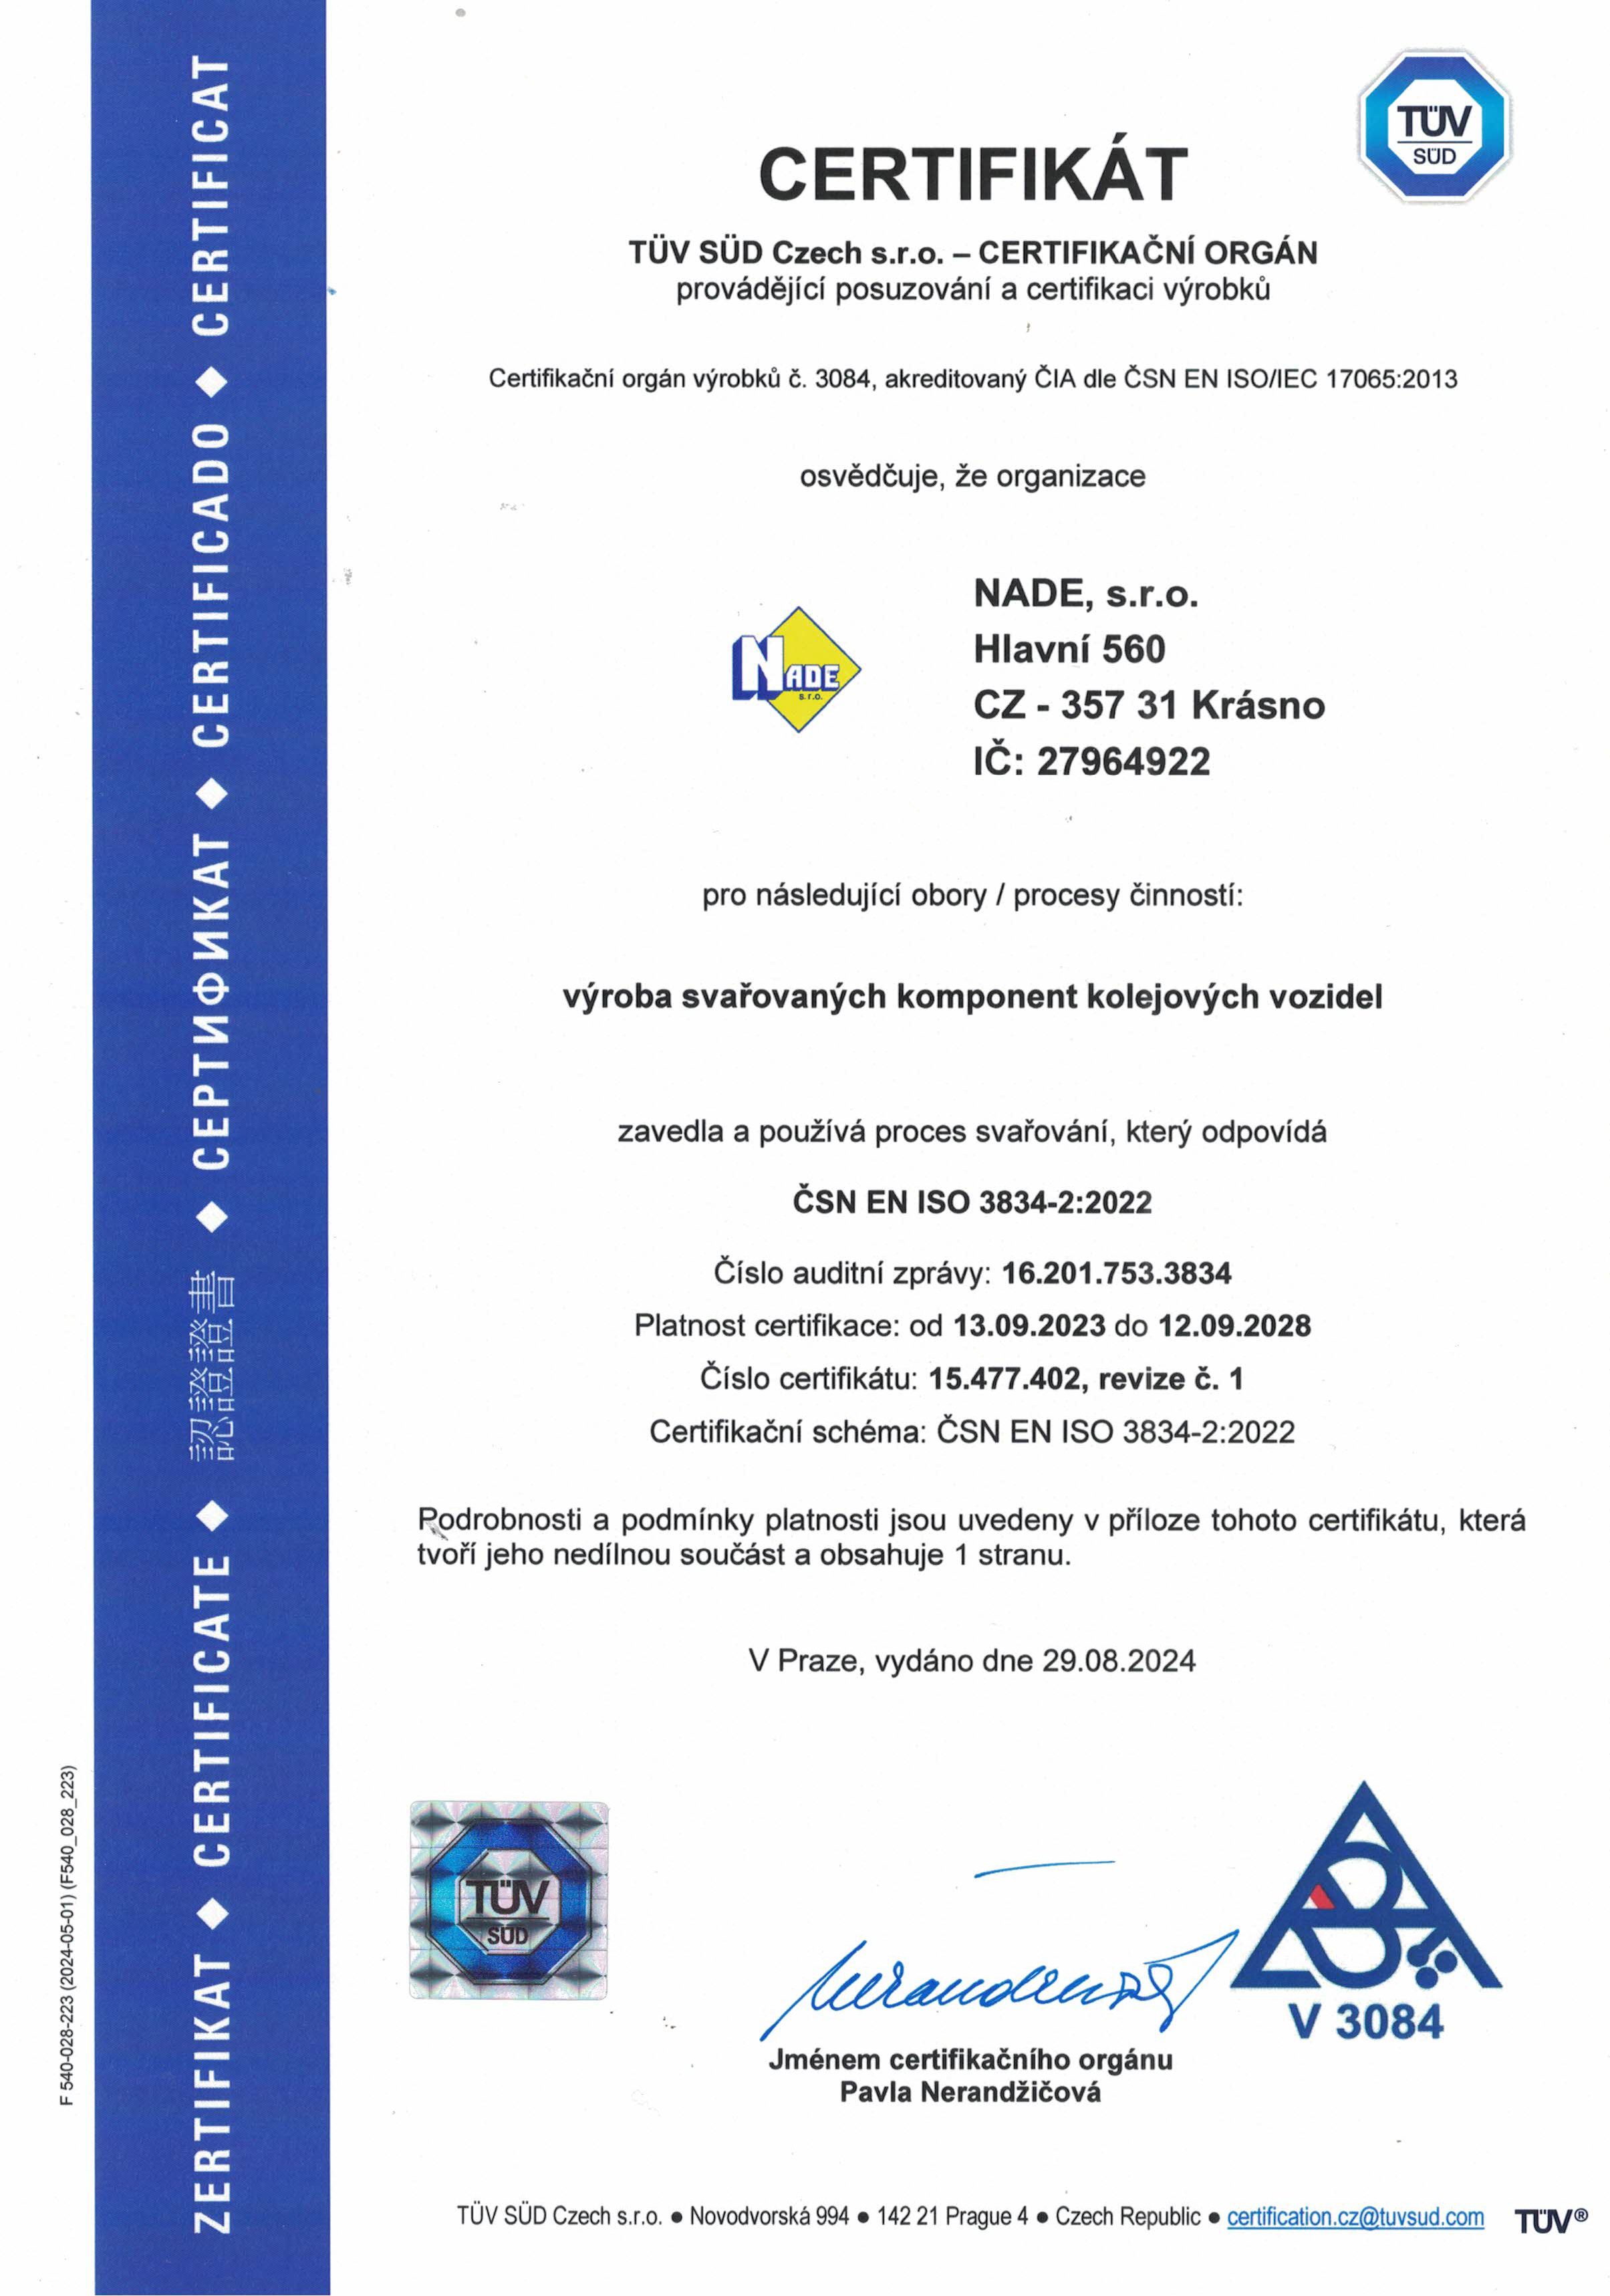 ZERTIFIKAT ◆ CERTIFICATE ◆ 認證證書 ◆ СЕРТИФИКАТ ◆ CERTIFICADO ◆ CERTIFICAT
F 540-028-223 (2024-05-01) (F540_028_223)
TÜV
SÜD
CERTIFIKÁT
TÜV SÜD Czech s.r.o. – CERTIFIKAČNÍ ORGÁN
provádějící posuzování a certifikaci výrobků
Certifikační orgán výrobků č. 3084, akreditovaný ČIA dle ČSN EN ISO/IEC 17065:2013
osvědčuje, že organizace
NADE
s.r.o.
NADE, s.r.o.
Hlavní 560
CZ - 357 31 Krásno
IČ: 27964922
pro následující obory / procesy činností:
výroba svařovaných komponent kolejových vozidel
zavedla a používá proces svařování, který odpovídá
ČSN EN ISO 3834-2:2022
Číslo auditní zprávy: 16.201.753.3834
Platnost certifikace: od 13.09.2023 do 12.09.2028
Číslo certifikátu: 15.477.402, revize č. 1
Certifikační schéma: ČSN EN ISO 3834-2:2022
Podrobnosti a podmínky platnosti jsou uvedeny v příloze tohoto certifikátu, která
tvoří jeho nedílnou součást a obsahuje 1 stranu.
V Praze, vydáno dne 29.08.2024
TÜV
SÜD
V 3084
Jménem certifikačního orgánu
Pavla Nerandžičová
TÜV SÜD Czech s.r.o. ● Novodvorská 994 ● 142 21 Prague 4 ● Czech Republic ● certification.cz@tuvsud.com TÜV®